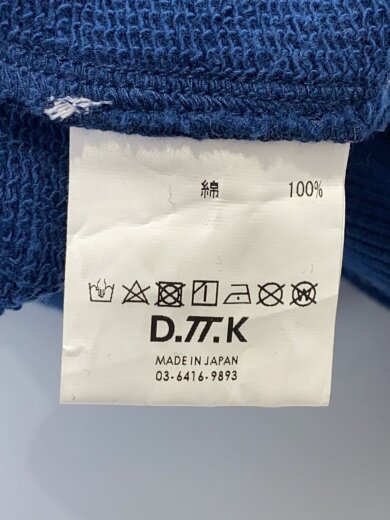 綿 100%
D.TT.K
MADE IN JAPAN
03-6416-9893